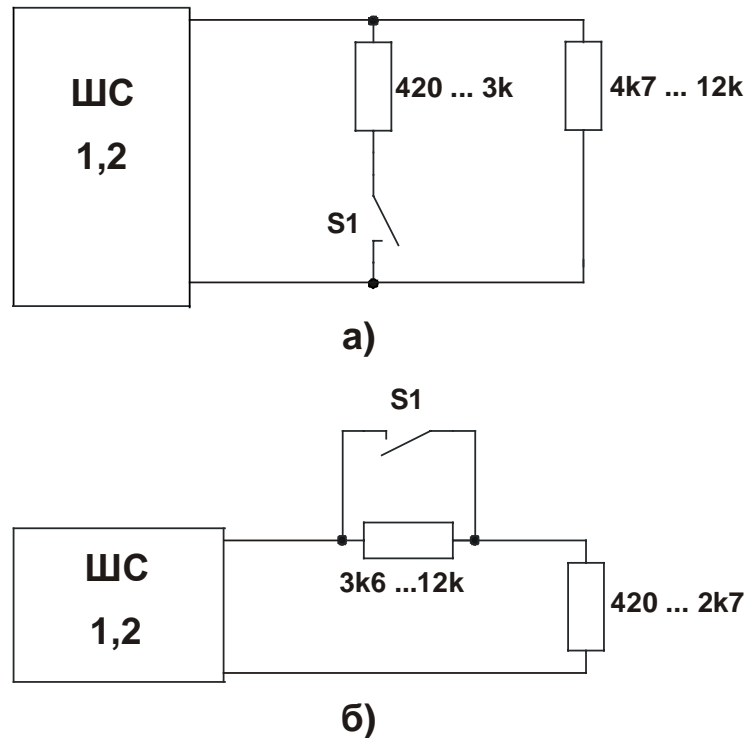 ШС
1,2
420 ... 3k
4k7 ... 12k
S1
а)
S1
ШС
1,2
3k6 ...12k
420 ... 2k7
б)